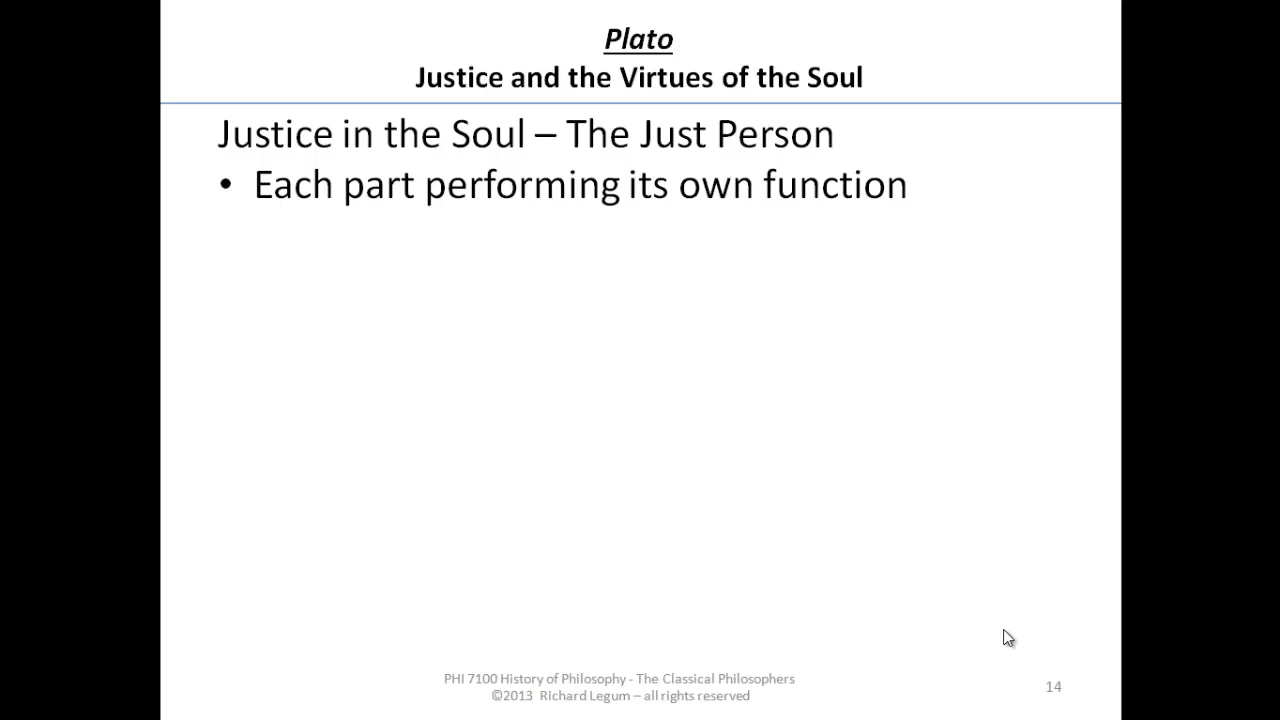 Plato
Justice and the Virtues of the Soul
Justice in the Soul – The Just Person
• Each part performing its own function
PHI 7100 History of Philosophy - The Classical Philosophers
©2013 Richard Legum – all rights reserved
14